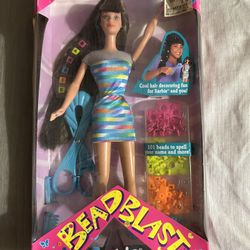 Cool hair decorating fun
for Barbie® and you!
101 beads to spell
your name and more!
BEAD BLAST